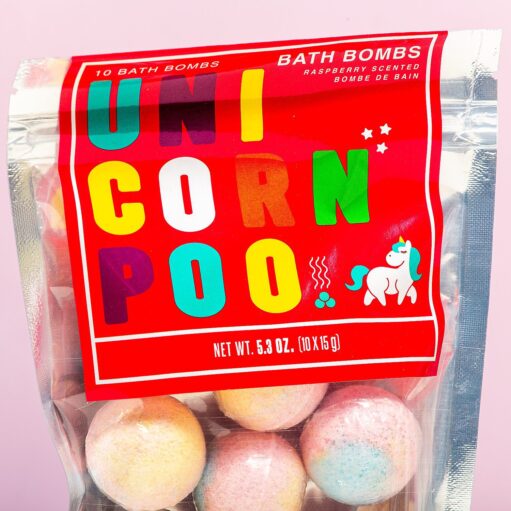 10 BATH BOMBS
BATH BOMBS
RASPBERRY SCENTED
BOMBE DE BAIN
UNI
CORN
POO
NET WT. 5.3 OZ. (10 X 15g)